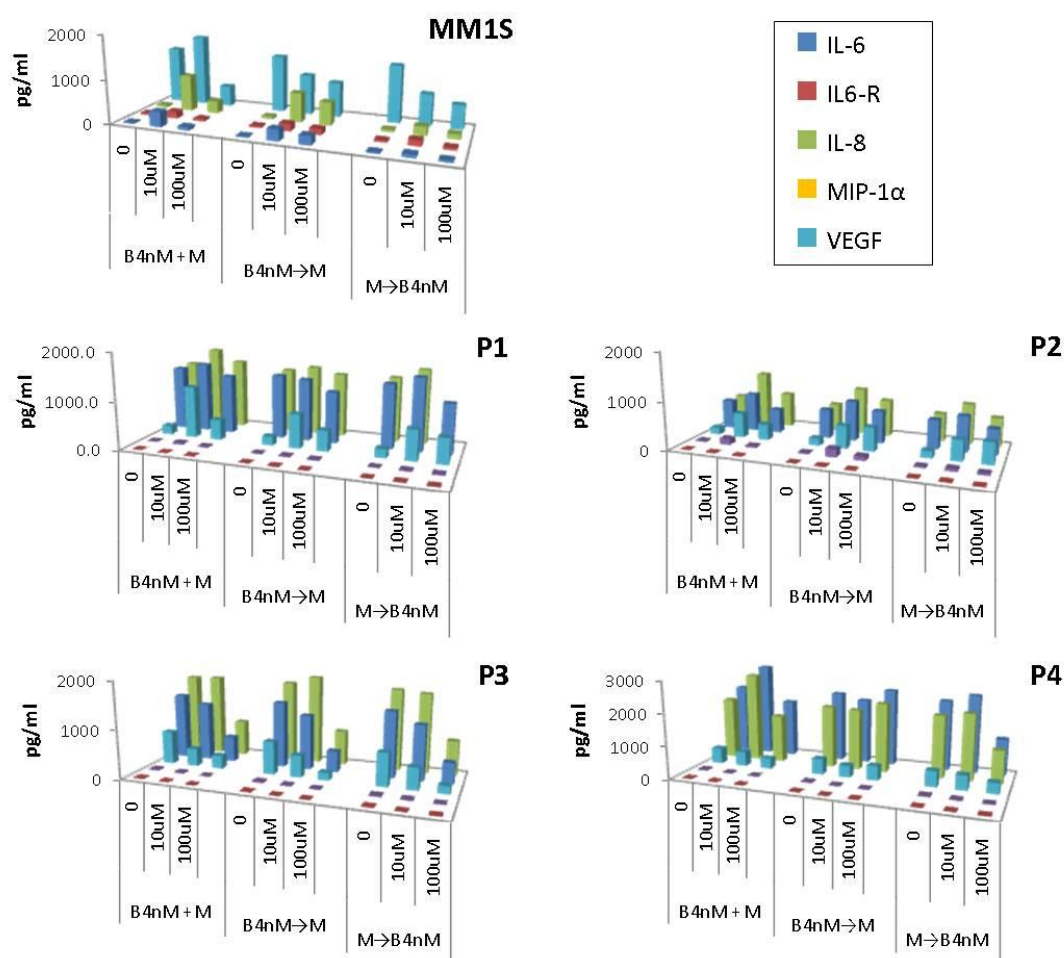 MM1S
pg/ml
2000
1000
0
0
10uM
100uM
0
10uM
100uM
0
10uM
100uM
B4nM + M
B4nM→M
M→B4nM
IL-6
IL6-R
IL-8
MIP-1α
VEGF
P1
pg/ml
2000.0
1000.0
0.0
0
10uM
100uM
0
10uM
100uM
0
10uM
100uM
B4nM + M
B4nM→M
M→B4nM
P2
pg/ml
2000
1000
0
0
10uM
100uM
0
10uM
100uM
0
10uM
100uM
B4nM + M
B4nM→M
M→B4nM
P3
pg/ml
2000
1000
0
0
10uM
100uM
0
10uM
100uM
0
10uM
100uM
B4nM + M
B4nM→M
M→B4nM
P4
pg/ml
3000
2000
1000
0
0
10uM
100uM
0
10uM
100uM
0
10uM
100uM
B4nM + M
B4nM→M
M→B4nM